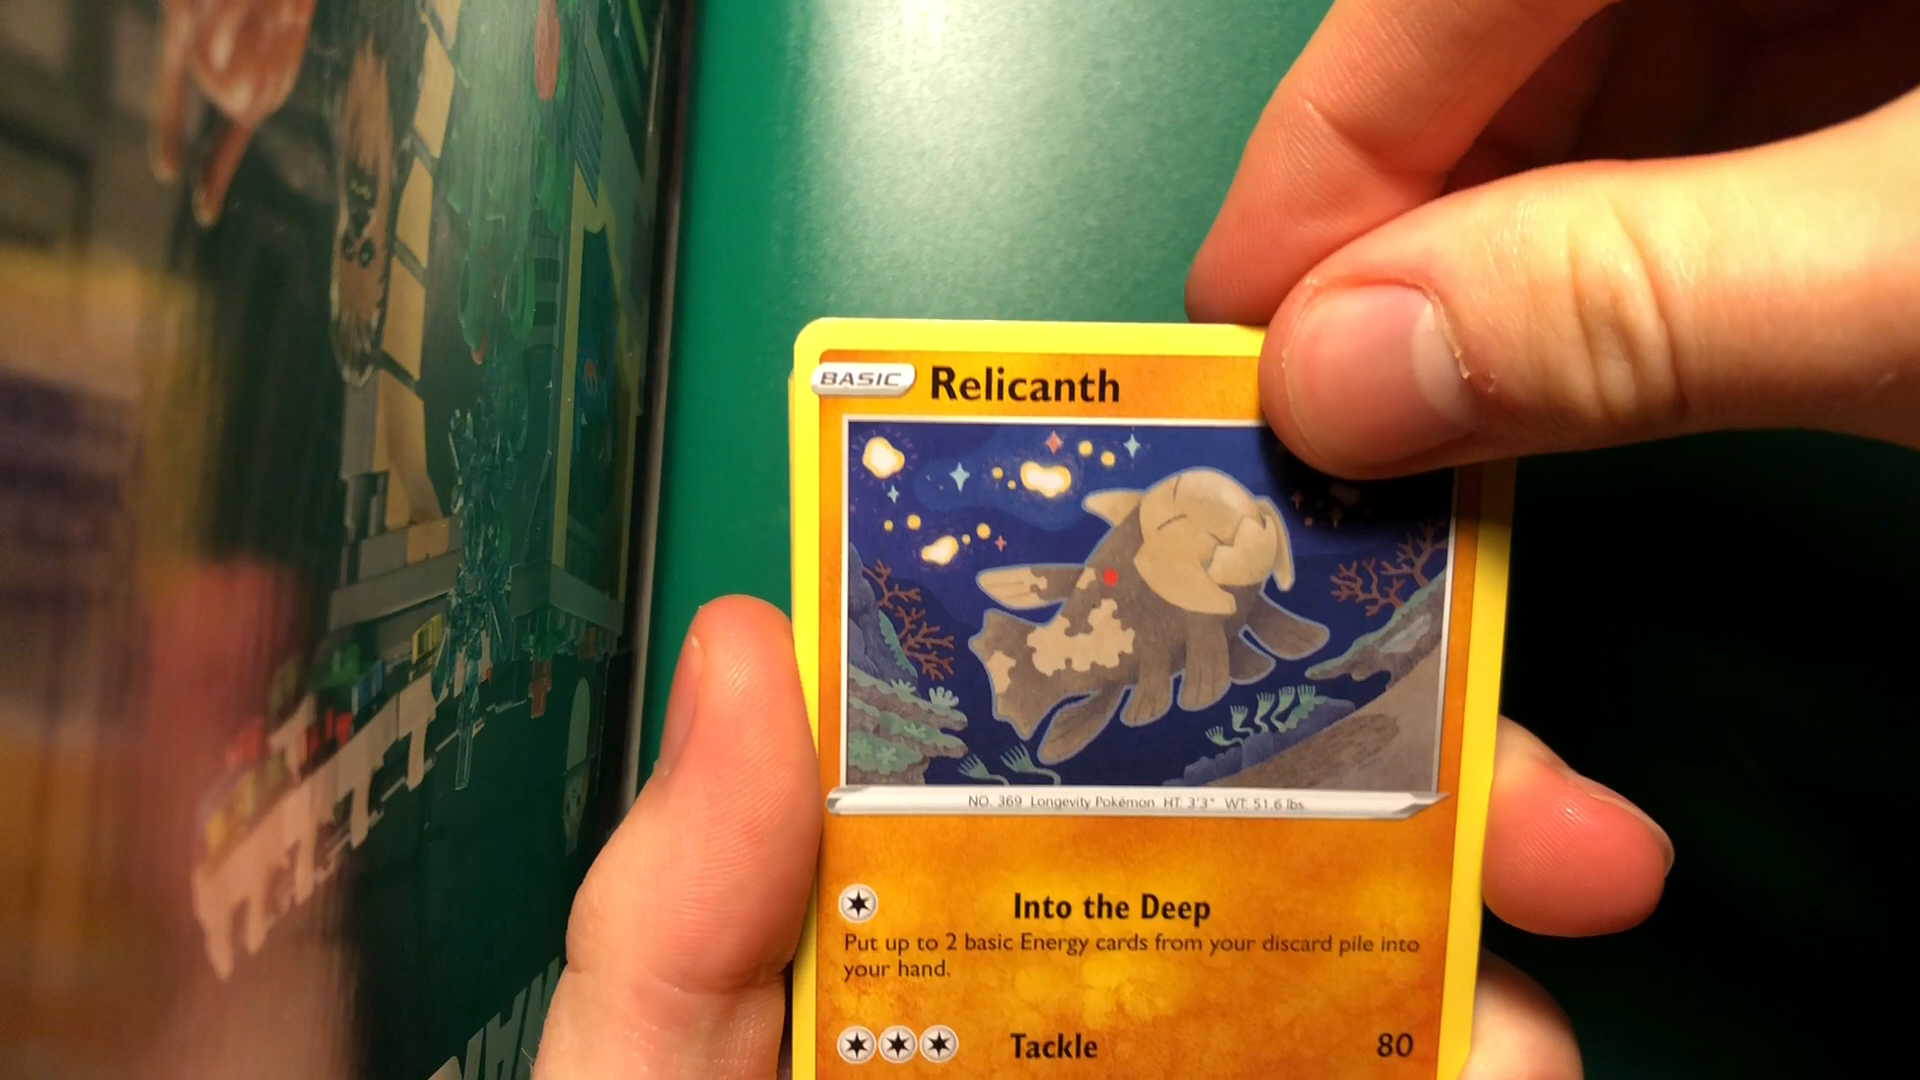 BASIC Relicanth
NO. 369 Longevity Pokémon HT: 3'3" WT: 51.6 lbs.
Into the Deep
Put up to 2 basic Energy cards from your discard pile into
your hand.
Tackle 80